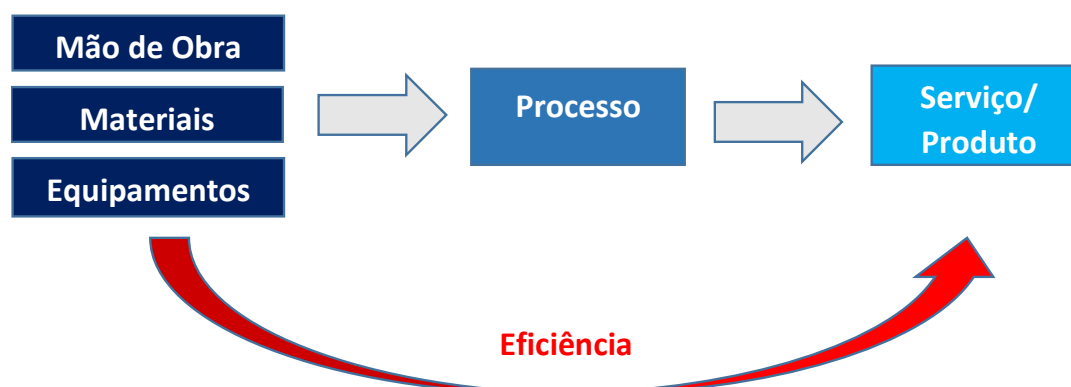 Mão de Obra
Materiais
Equipamentos
Processo
Serviço/
Produto
Eficiência